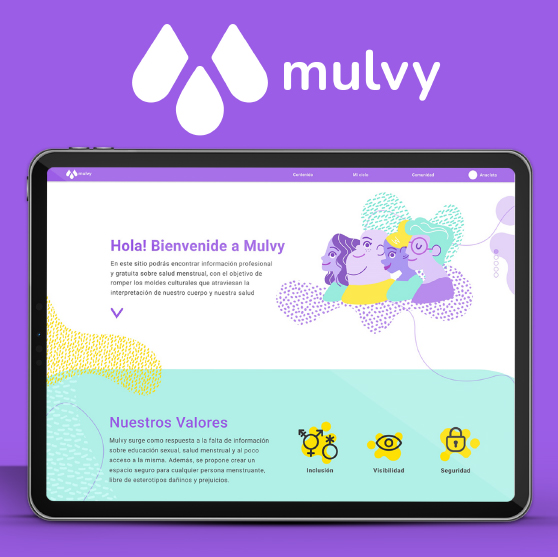 mulvy
mulvy
Contenido Mi ciclo Comunidad Anaclota
Hola! Bienvenide a Mulvy
En este sitio podrás encontrar información profesional
y gratuita sobre salud menstrual, con el objetivo de
romper los moldes culturales que atraviesan la
interpretación de nuestro cuerpo y nuestra salud
Nuestros Valores
Mulvy surge como respuesta a la falta de información
sobre educación sexual, salud menstrual y al poco
acceso a la misma. Además, se propone crear un
espacio seguro para cualquier persona menstruante,
libre de esterotipos dañinos y prejuicios.
Inclusión Visibilidad Seguridad